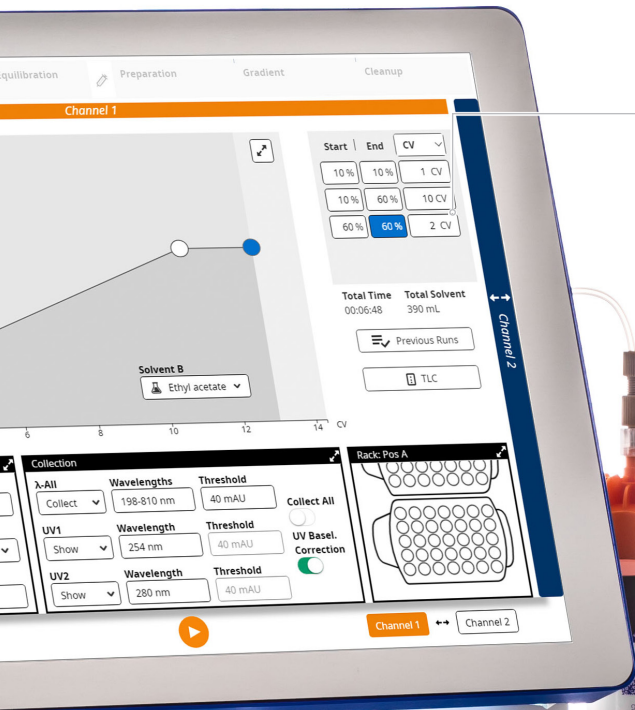 Equilibration Preparation Gradient Cleanup
Channel 1
Start End CV
10 % 10 % 1 CV
10 % 60 % 10 CV
60 % 60 % 2 CV
Total Time Total Solvent
00:06:48 390 mL
Previous Runs
TLC
Channel 2
Solvent B
Ethyl acetate
6 8 10 12 14 CV
Collection
λ-All Wavelengths Threshold
Collect 198-810 nm 40 mAU
Collect All
UV1 Wavelength Threshold
Show 254 nm 40 mAU
UV Basel.
Correction
UV2 Wavelength Threshold
Show 280 nm 40 mAU
Rack: Pos A
Channel 1 Channel 2